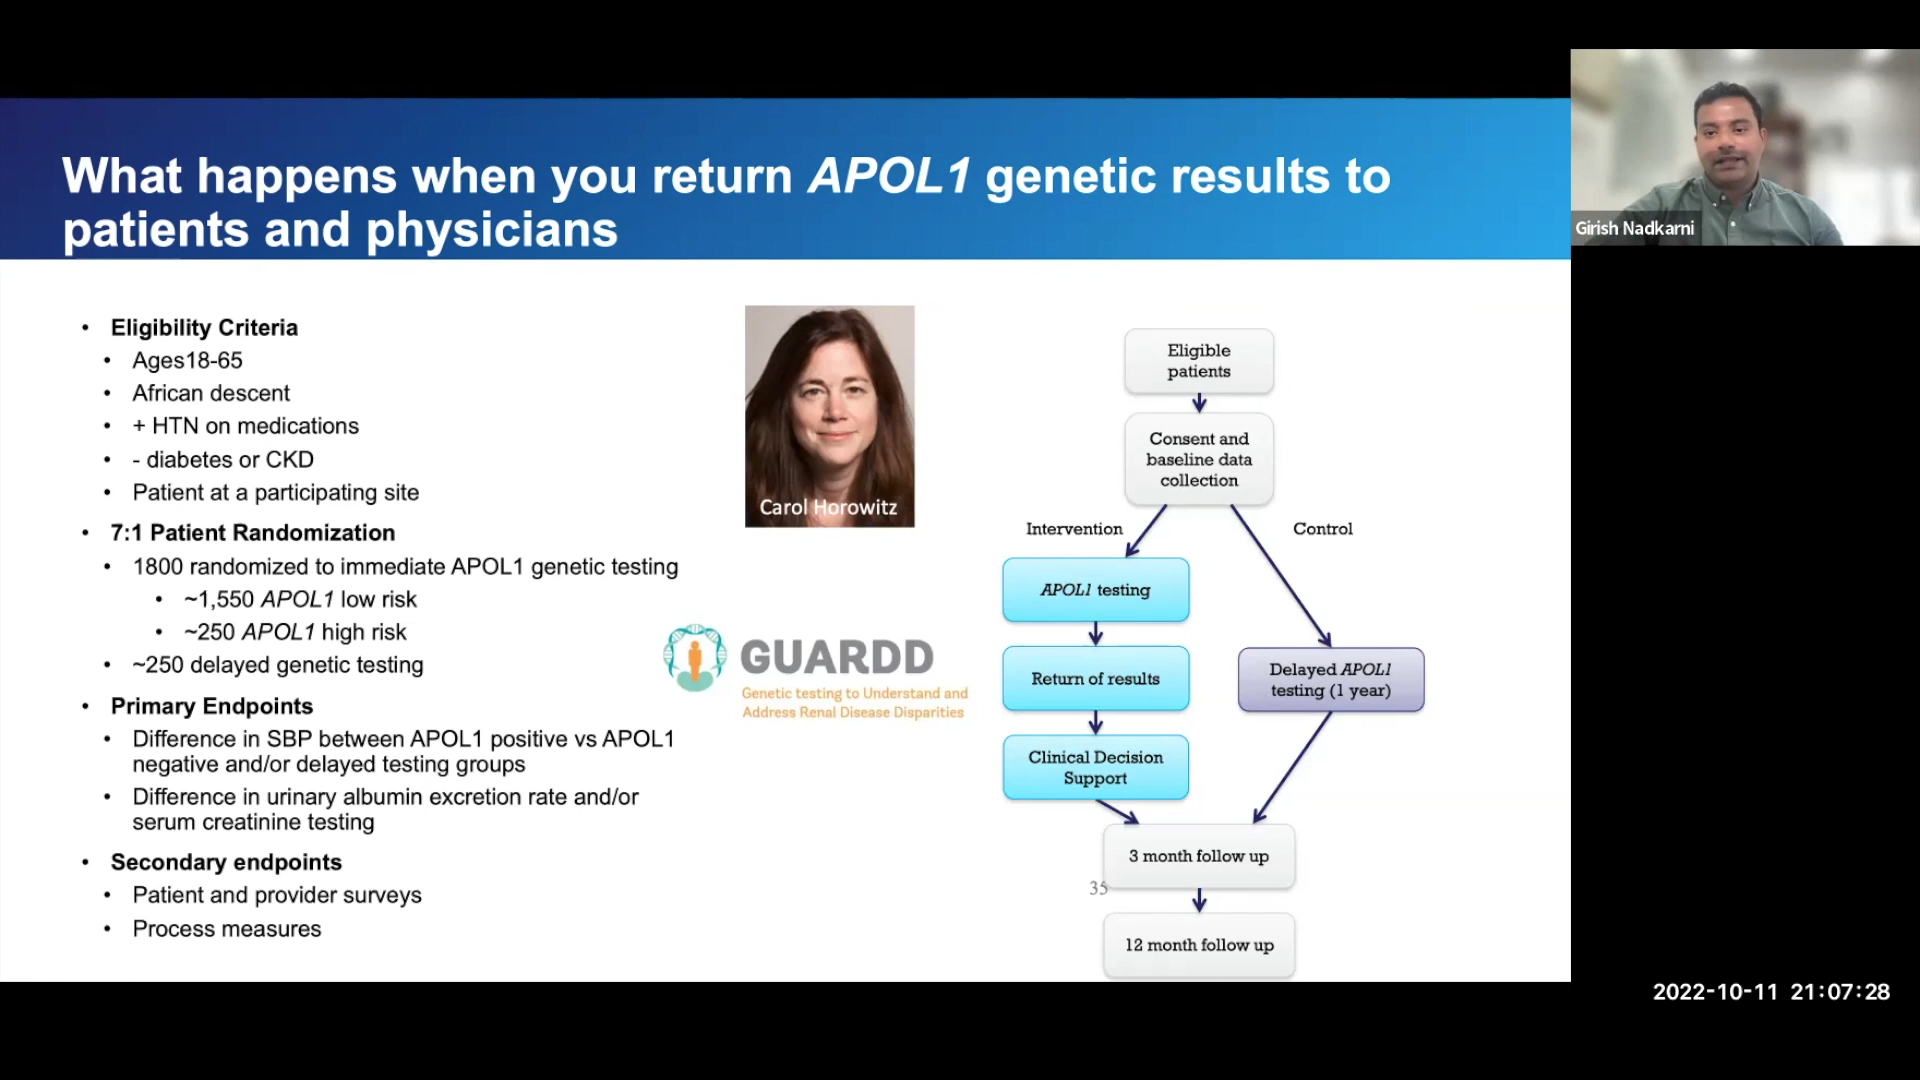 What happens when you return APOL1 genetic results to
patients and physicians
Girish Nadkarni
• Eligibility Criteria
• Ages18-65
• African descent
• + HTN on medications
• - diabetes or CKD
• Patient at a participating site
• 7:1 Patient Randomization
• 1800 randomized to immediate APOL1 genetic testing
• ~1,550 APOL1 low risk
• ~250 APOL1 high risk
• ~250 delayed genetic testing
• Primary Endpoints
• Difference in SBP between APOL1 positive vs APOL1
negative and/or delayed testing groups
• Difference in urinary albumin excretion rate and/or
serum creatinine testing
• Secondary endpoints
• Patient and provider surveys
• Process measures
Carol Horowitz
GUARDD
Genetic testing to Understand and
Address Renal Disease Disparities
Eligible
patients
Consent and
baseline data
collection
Intervention
Control
APOL1 testing
Return of results
Clinical Decision
Support
Delayed APOL1
testing (1 year)
3 month follow up
35
12 month follow up
2022-10-11 21:07:28